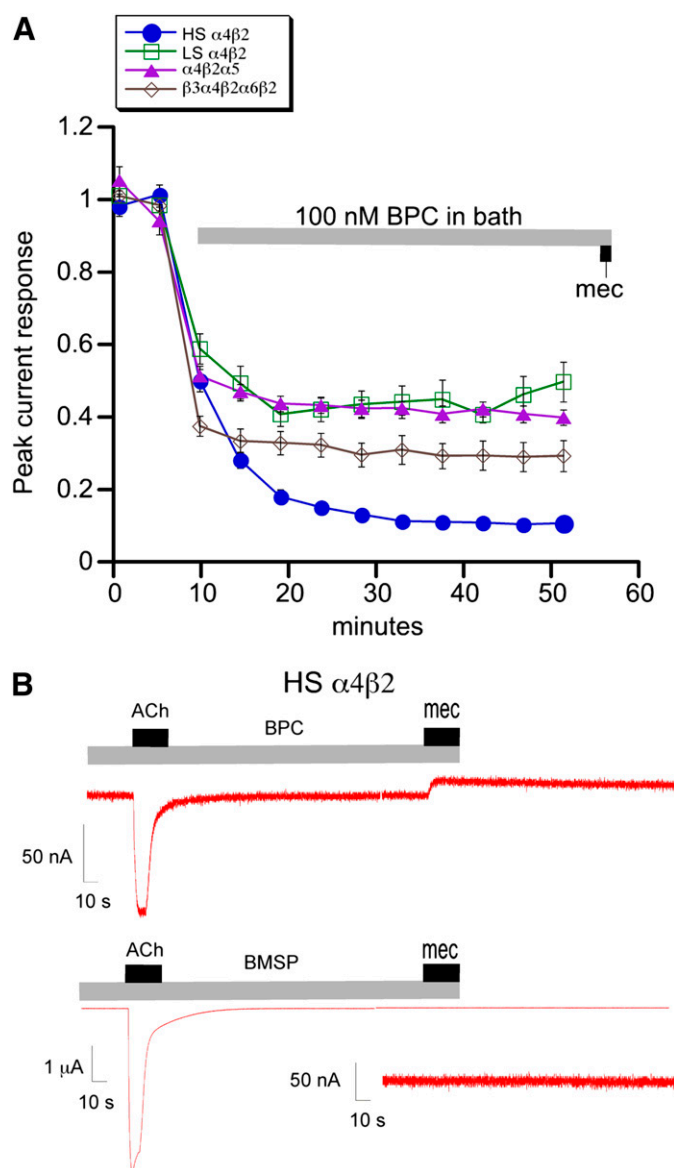 A
HS α4β2
LS α4β2
α4β2α5
β3α4β2α6β2
1.2
1
0.8
0.6
0.4
0.2
0
Peak current response
100 nM BPC in bath
mec
0 10 20 30 40 50 60
minutes
B
HS α4β2
ACh
BPC
mec
50 nA
10 s
ACh
BMSP
mec
1 μA
10 s
50 nA
10 s